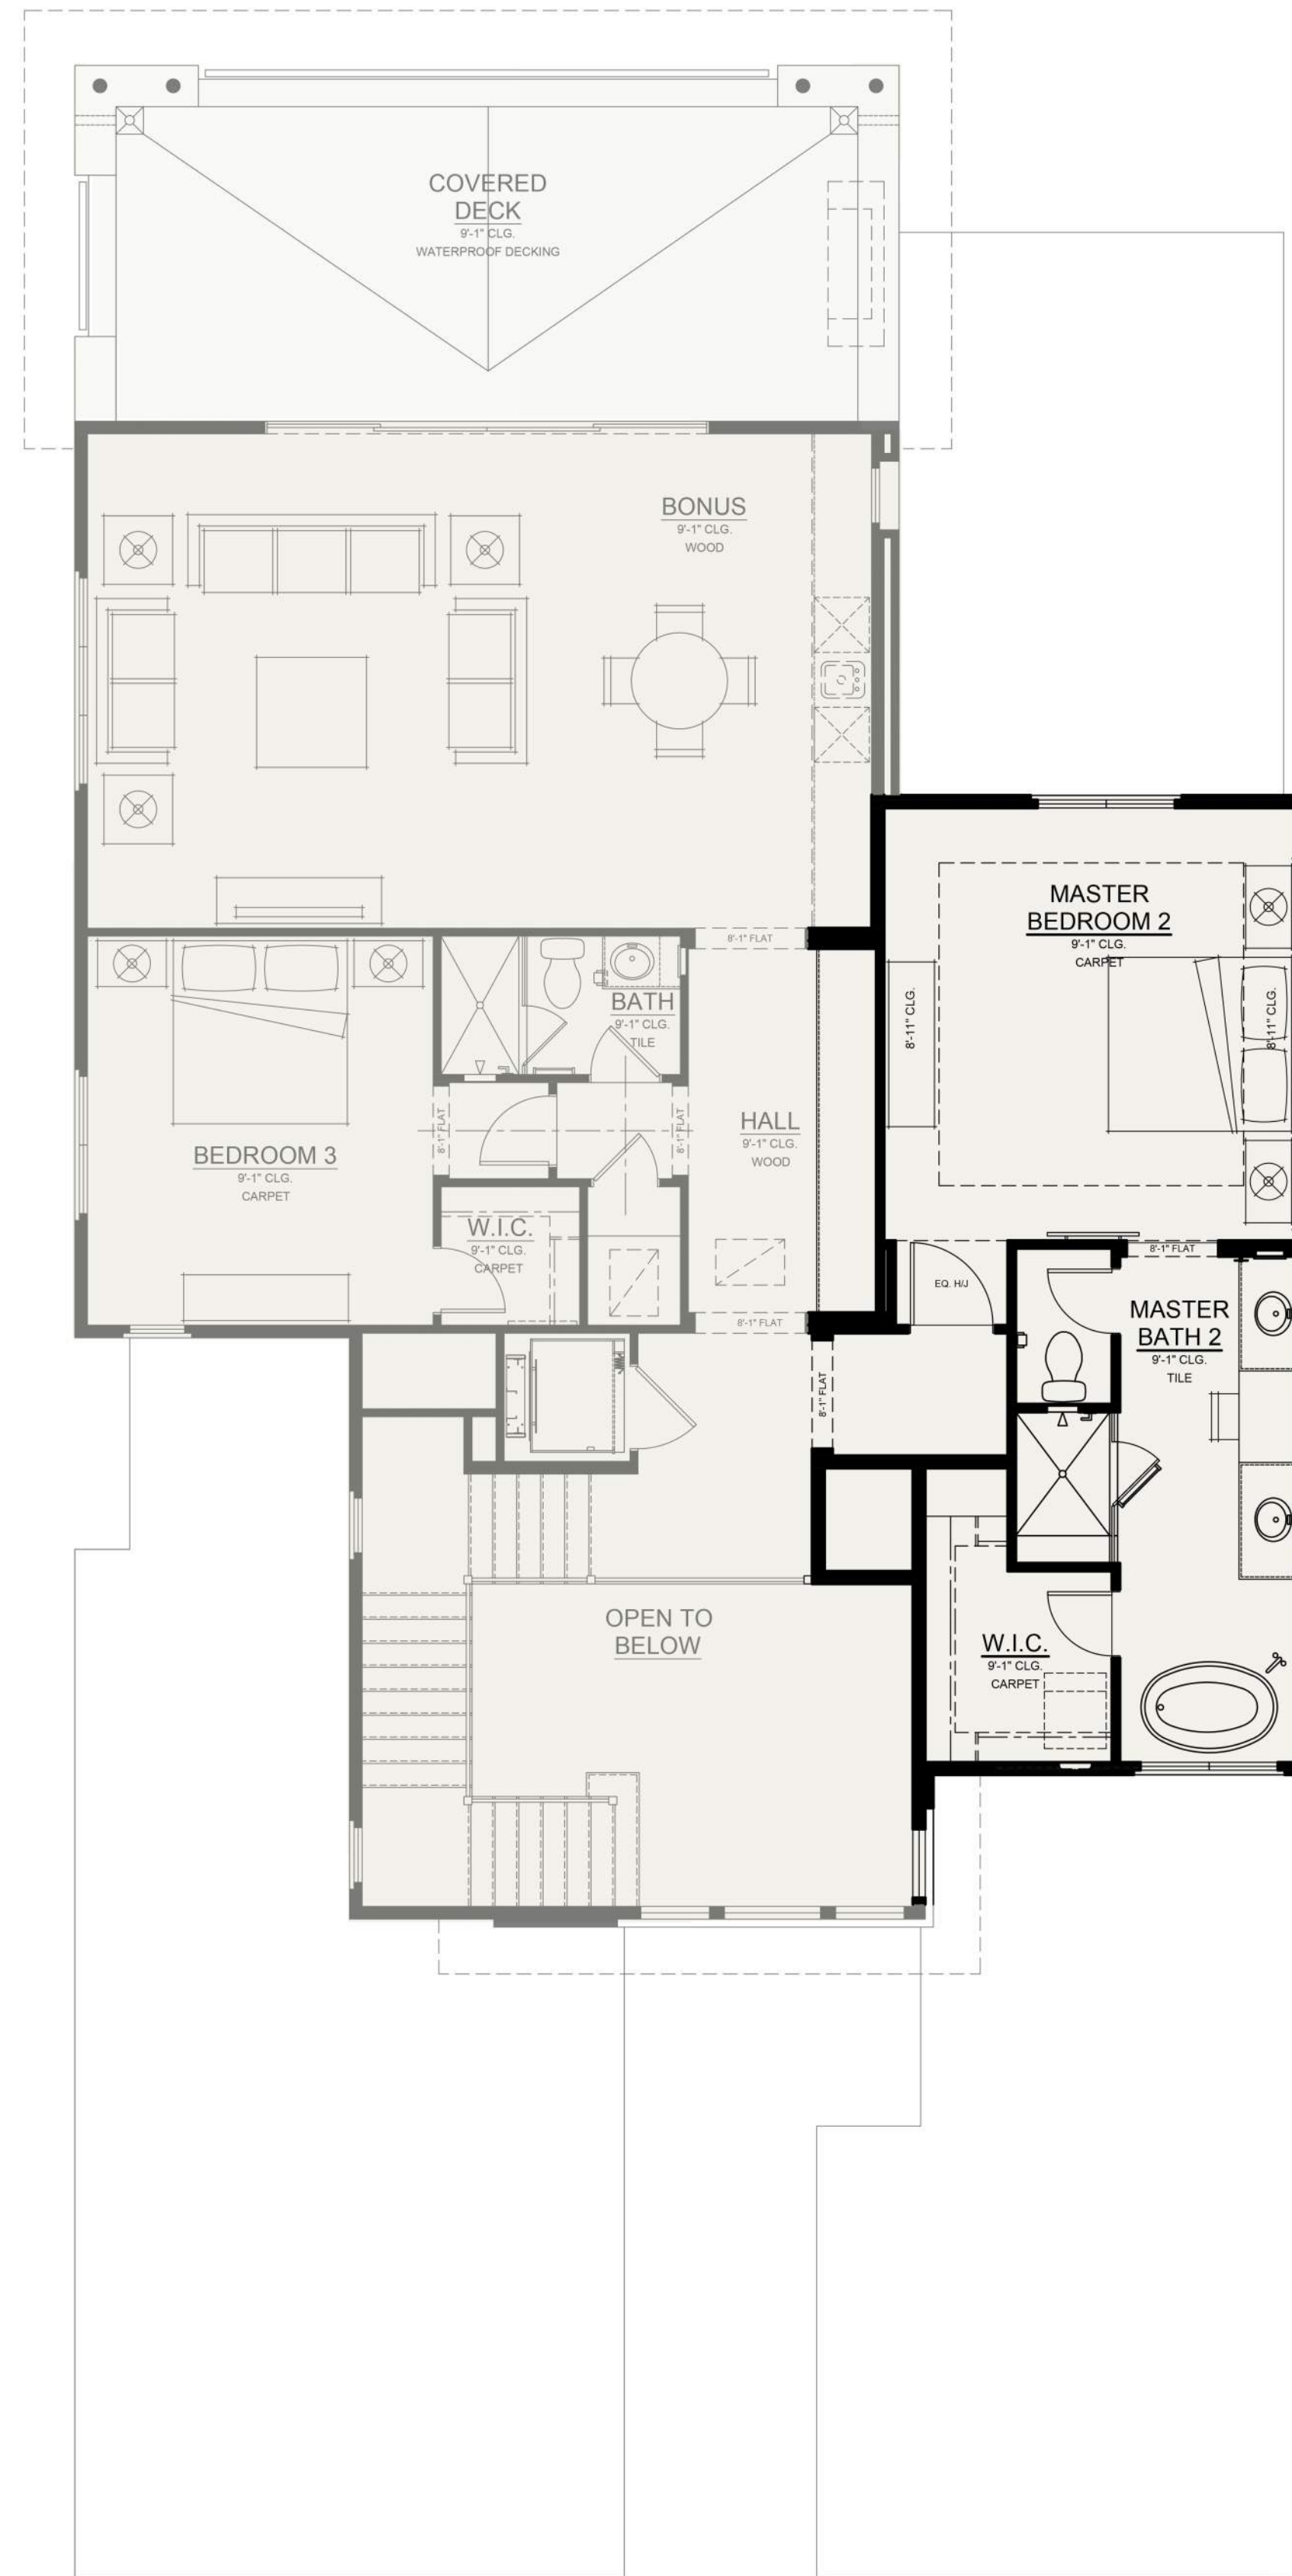 COVERED
DECK
9'-1" CLG.
WATERPROOF DECKING
BONUS
9'-1" CLG.
WOOD
MASTER
BEDROOM 2
9'-1" CLG.
CARPET
8'-11" CLG.
8'-11" CLG.
8'-1" FLAT
BATH
9'-1" CLG.
TILE
8'-1" FLAT
8'-1" FLAT
HALL
9'-1" CLG.
WOOD
BEDROOM 3
9'-1" CLG.
CARPET
W.I.C.
9'-1" CLG.
CARPET
8'-1" FLAT
EQ. H/J
8'-1" FLAT
MASTER
BATH 2
9'-1" CLG.
TILE
8'-1" FLAT
OPEN TO
BELOW
W.I.C.
9'-1" CLG.
CARPET